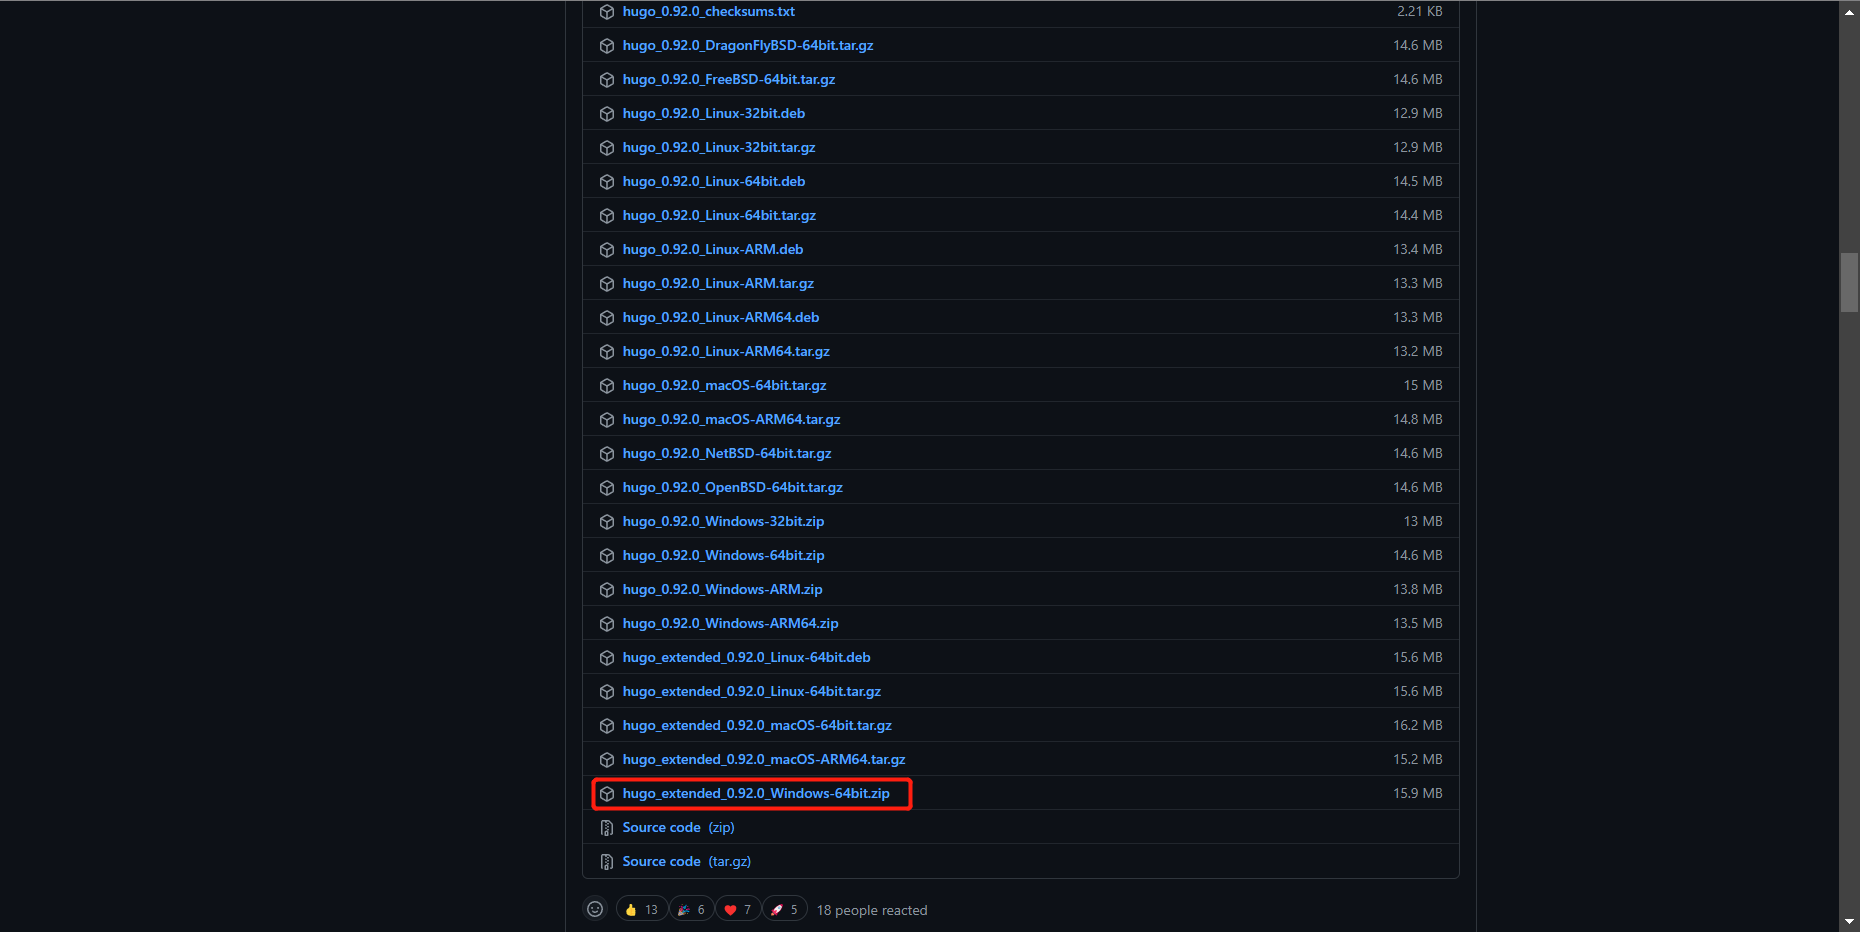 hugo_0.92.0_checksums.txt 2.21 KB
hugo_0.92.0_DragonFlyBSD-64bit.tar.gz 14.6 MB
hugo_0.92.0_FreeBSD-64bit.tar.gz 14.6 MB
hugo_0.92.0_Linux-32bit.deb 12.9 MB
hugo_0.92.0_Linux-32bit.tar.gz 12.9 MB
hugo_0.92.0_Linux-64bit.deb 14.5 MB
hugo_0.92.0_Linux-64bit.tar.gz 14.4 MB
hugo_0.92.0_Linux-ARM.deb 13.4 MB
hugo_0.92.0_Linux-ARM.tar.gz 13.3 MB
hugo_0.92.0_Linux-ARM64.deb 13.3 MB
hugo_0.92.0_Linux-ARM64.tar.gz 13.2 MB
hugo_0.92.0_macOS-64bit.tar.gz 15 MB
hugo_0.92.0_macOS-ARM64.tar.gz 14.8 MB
hugo_0.92.0_NetBSD-64bit.tar.gz 14.6 MB
hugo_0.92.0_OpenBSD-64bit.tar.gz 14.6 MB
hugo_0.92.0_Windows-32bit.zip 13 MB
hugo_0.92.0_Windows-64bit.zip 14.6 MB
hugo_0.92.0_Windows-ARM.zip 13.8 MB
hugo_0.92.0_Windows-ARM64.zip 13.5 MB
hugo_extended_0.92.0_Linux-64bit.deb 15.6 MB
hugo_extended_0.92.0_Linux-64bit.tar.gz 15.6 MB
hugo_extended_0.92.0_macOS-64bit.tar.gz 16.2 MB
hugo_extended_0.92.0_macOS-ARM64.tar.gz 15.2 MB
hugo_extended_0.92.0_Windows-64bit.zip 15.9 MB
Source code (zip)
Source code (tar.gz)
13 6 7 5 18 people reacted